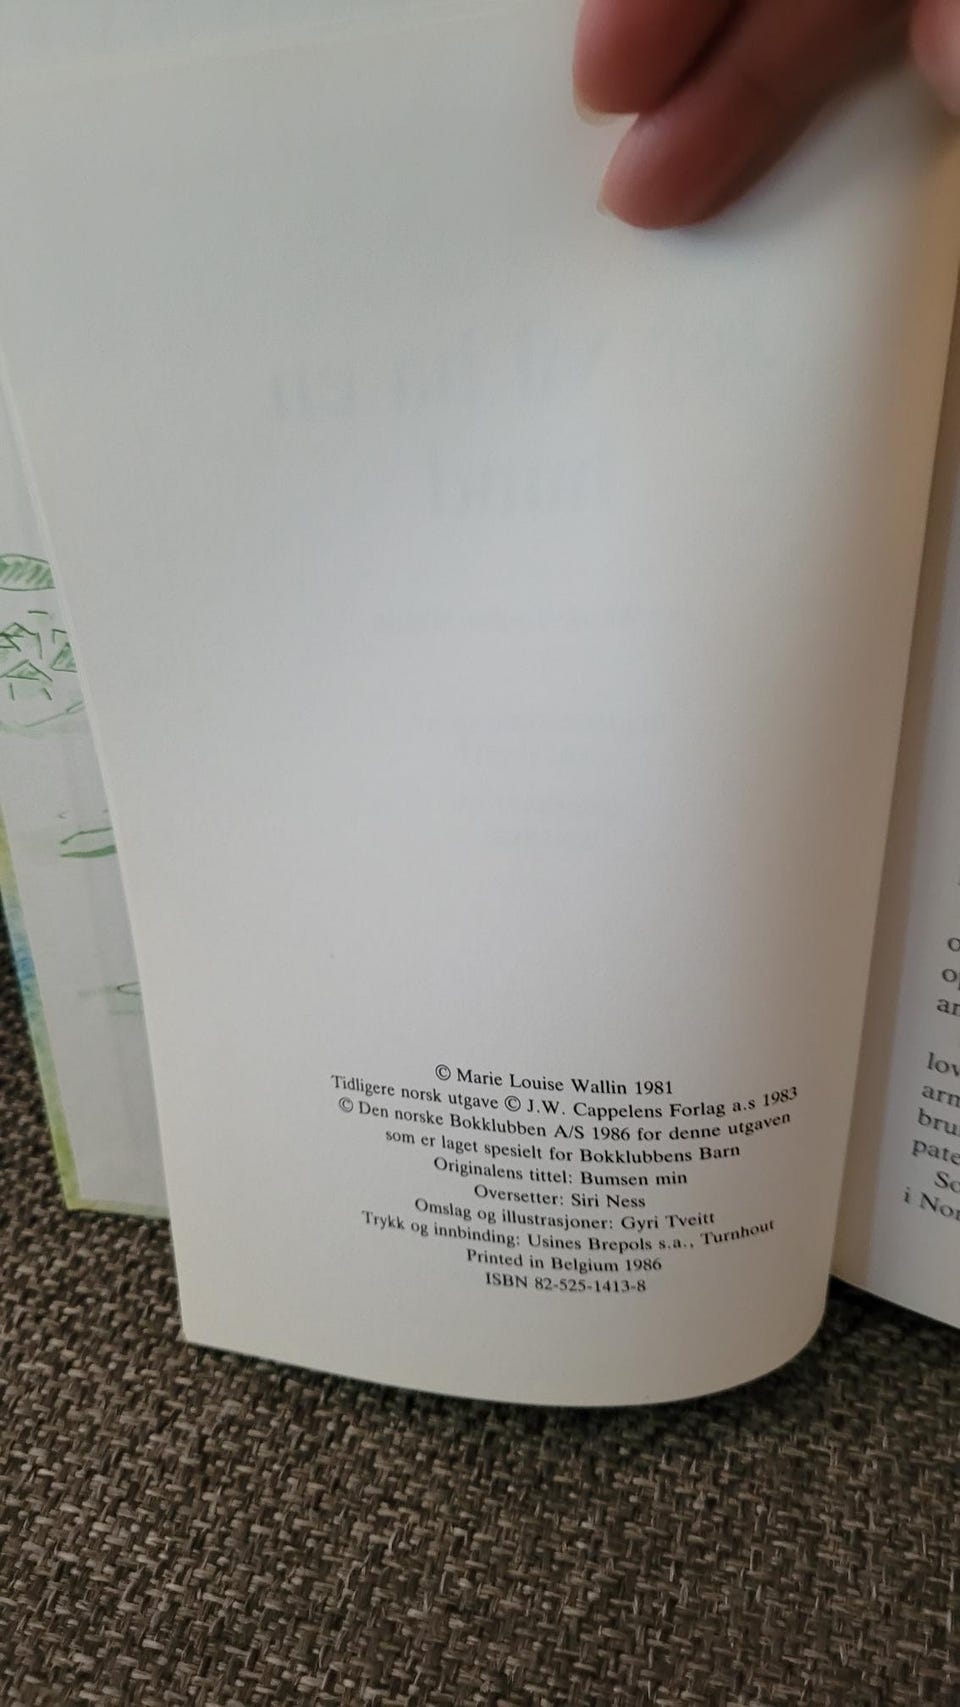 © Marie Louise Wallin 1981
Tidligere norsk utgave © J.W. Cappelens Forlag a.s 1983
© Den norske Bokklubben A/S 1986 for denne utgaven
som er laget spesielt for Bokklubbens Barn
Originalens tittel: Bumsen min
Oversetter: Siri Ness
Omslag og illustrasjoner: Gyri Tveitt
Trykk og innbinding: Usines Brepols s.a., Turnhout
Printed in Belgium 1986
ISBN 82-525-1413-8